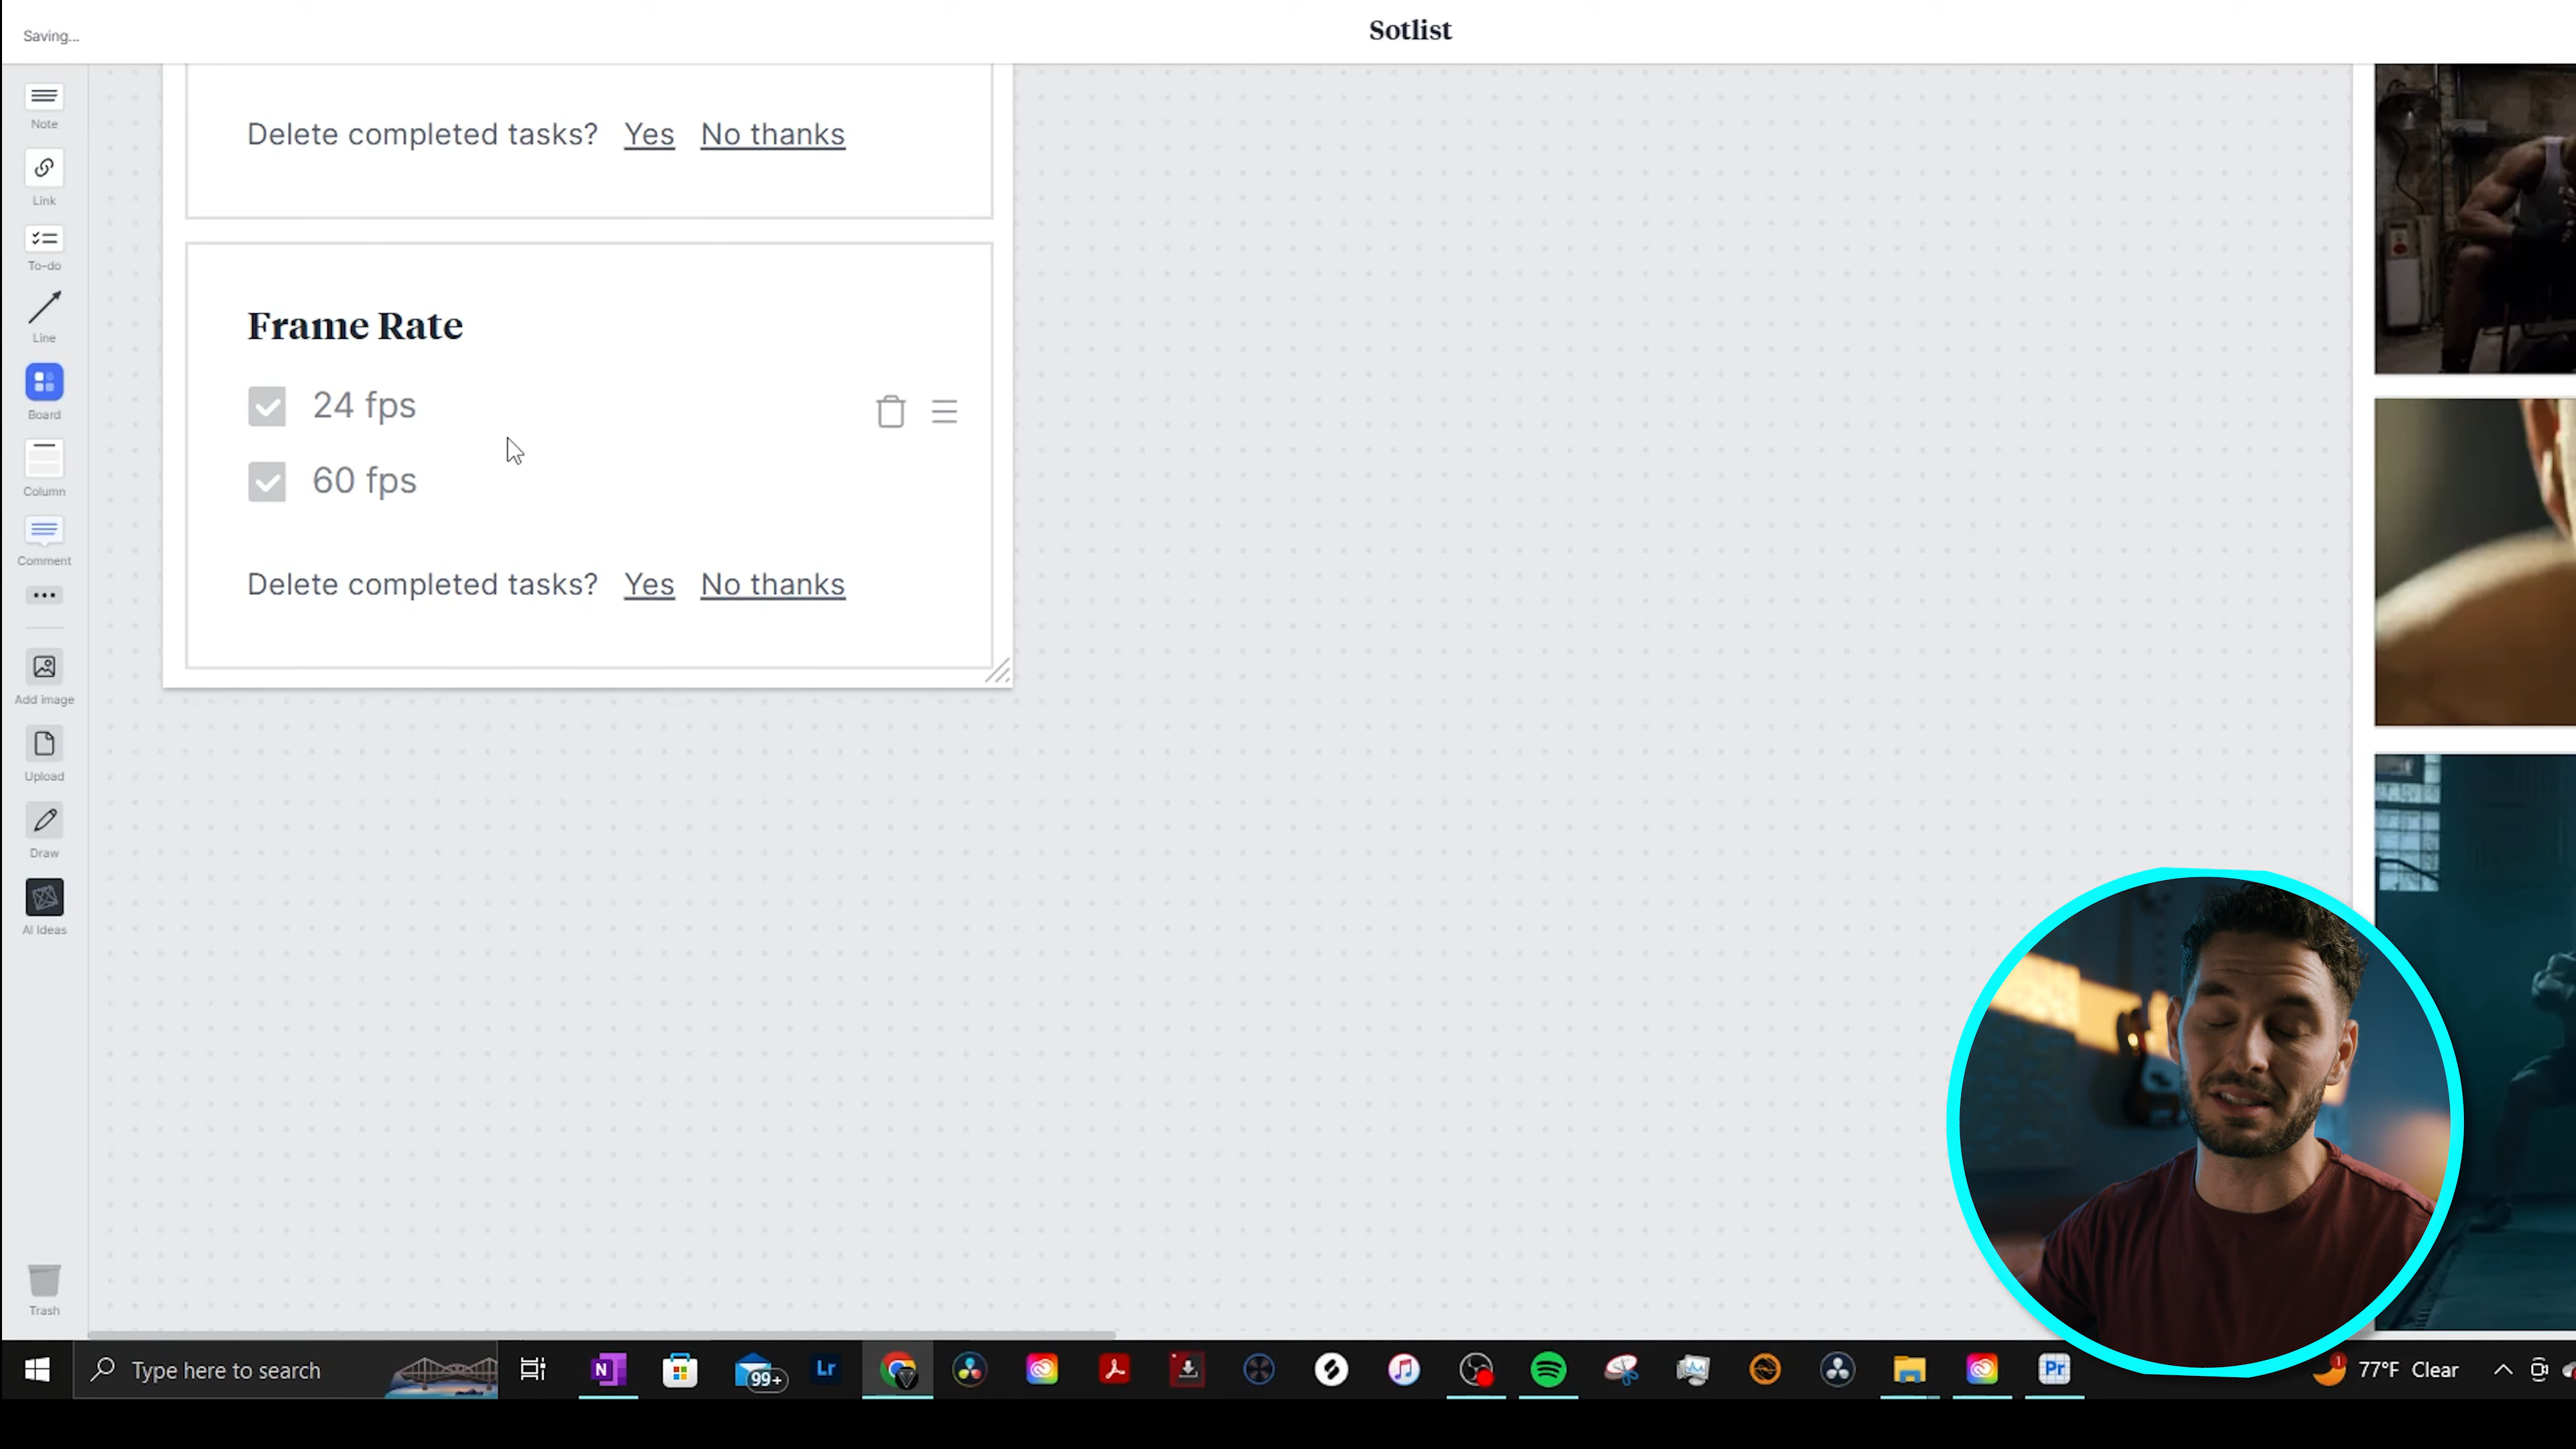 Saving...
Sotlist
Note
Link
To-do
Line
Board
Column
Comment
Add image
Upload
Draw
AI Ideas
Trash
Delete completed tasks? Yes No thanks
Frame Rate
24 fps
60 fps
Delete completed tasks? Yes No thanks
Type here to search
N
99+
Lr
Pr
1
77°F Clear